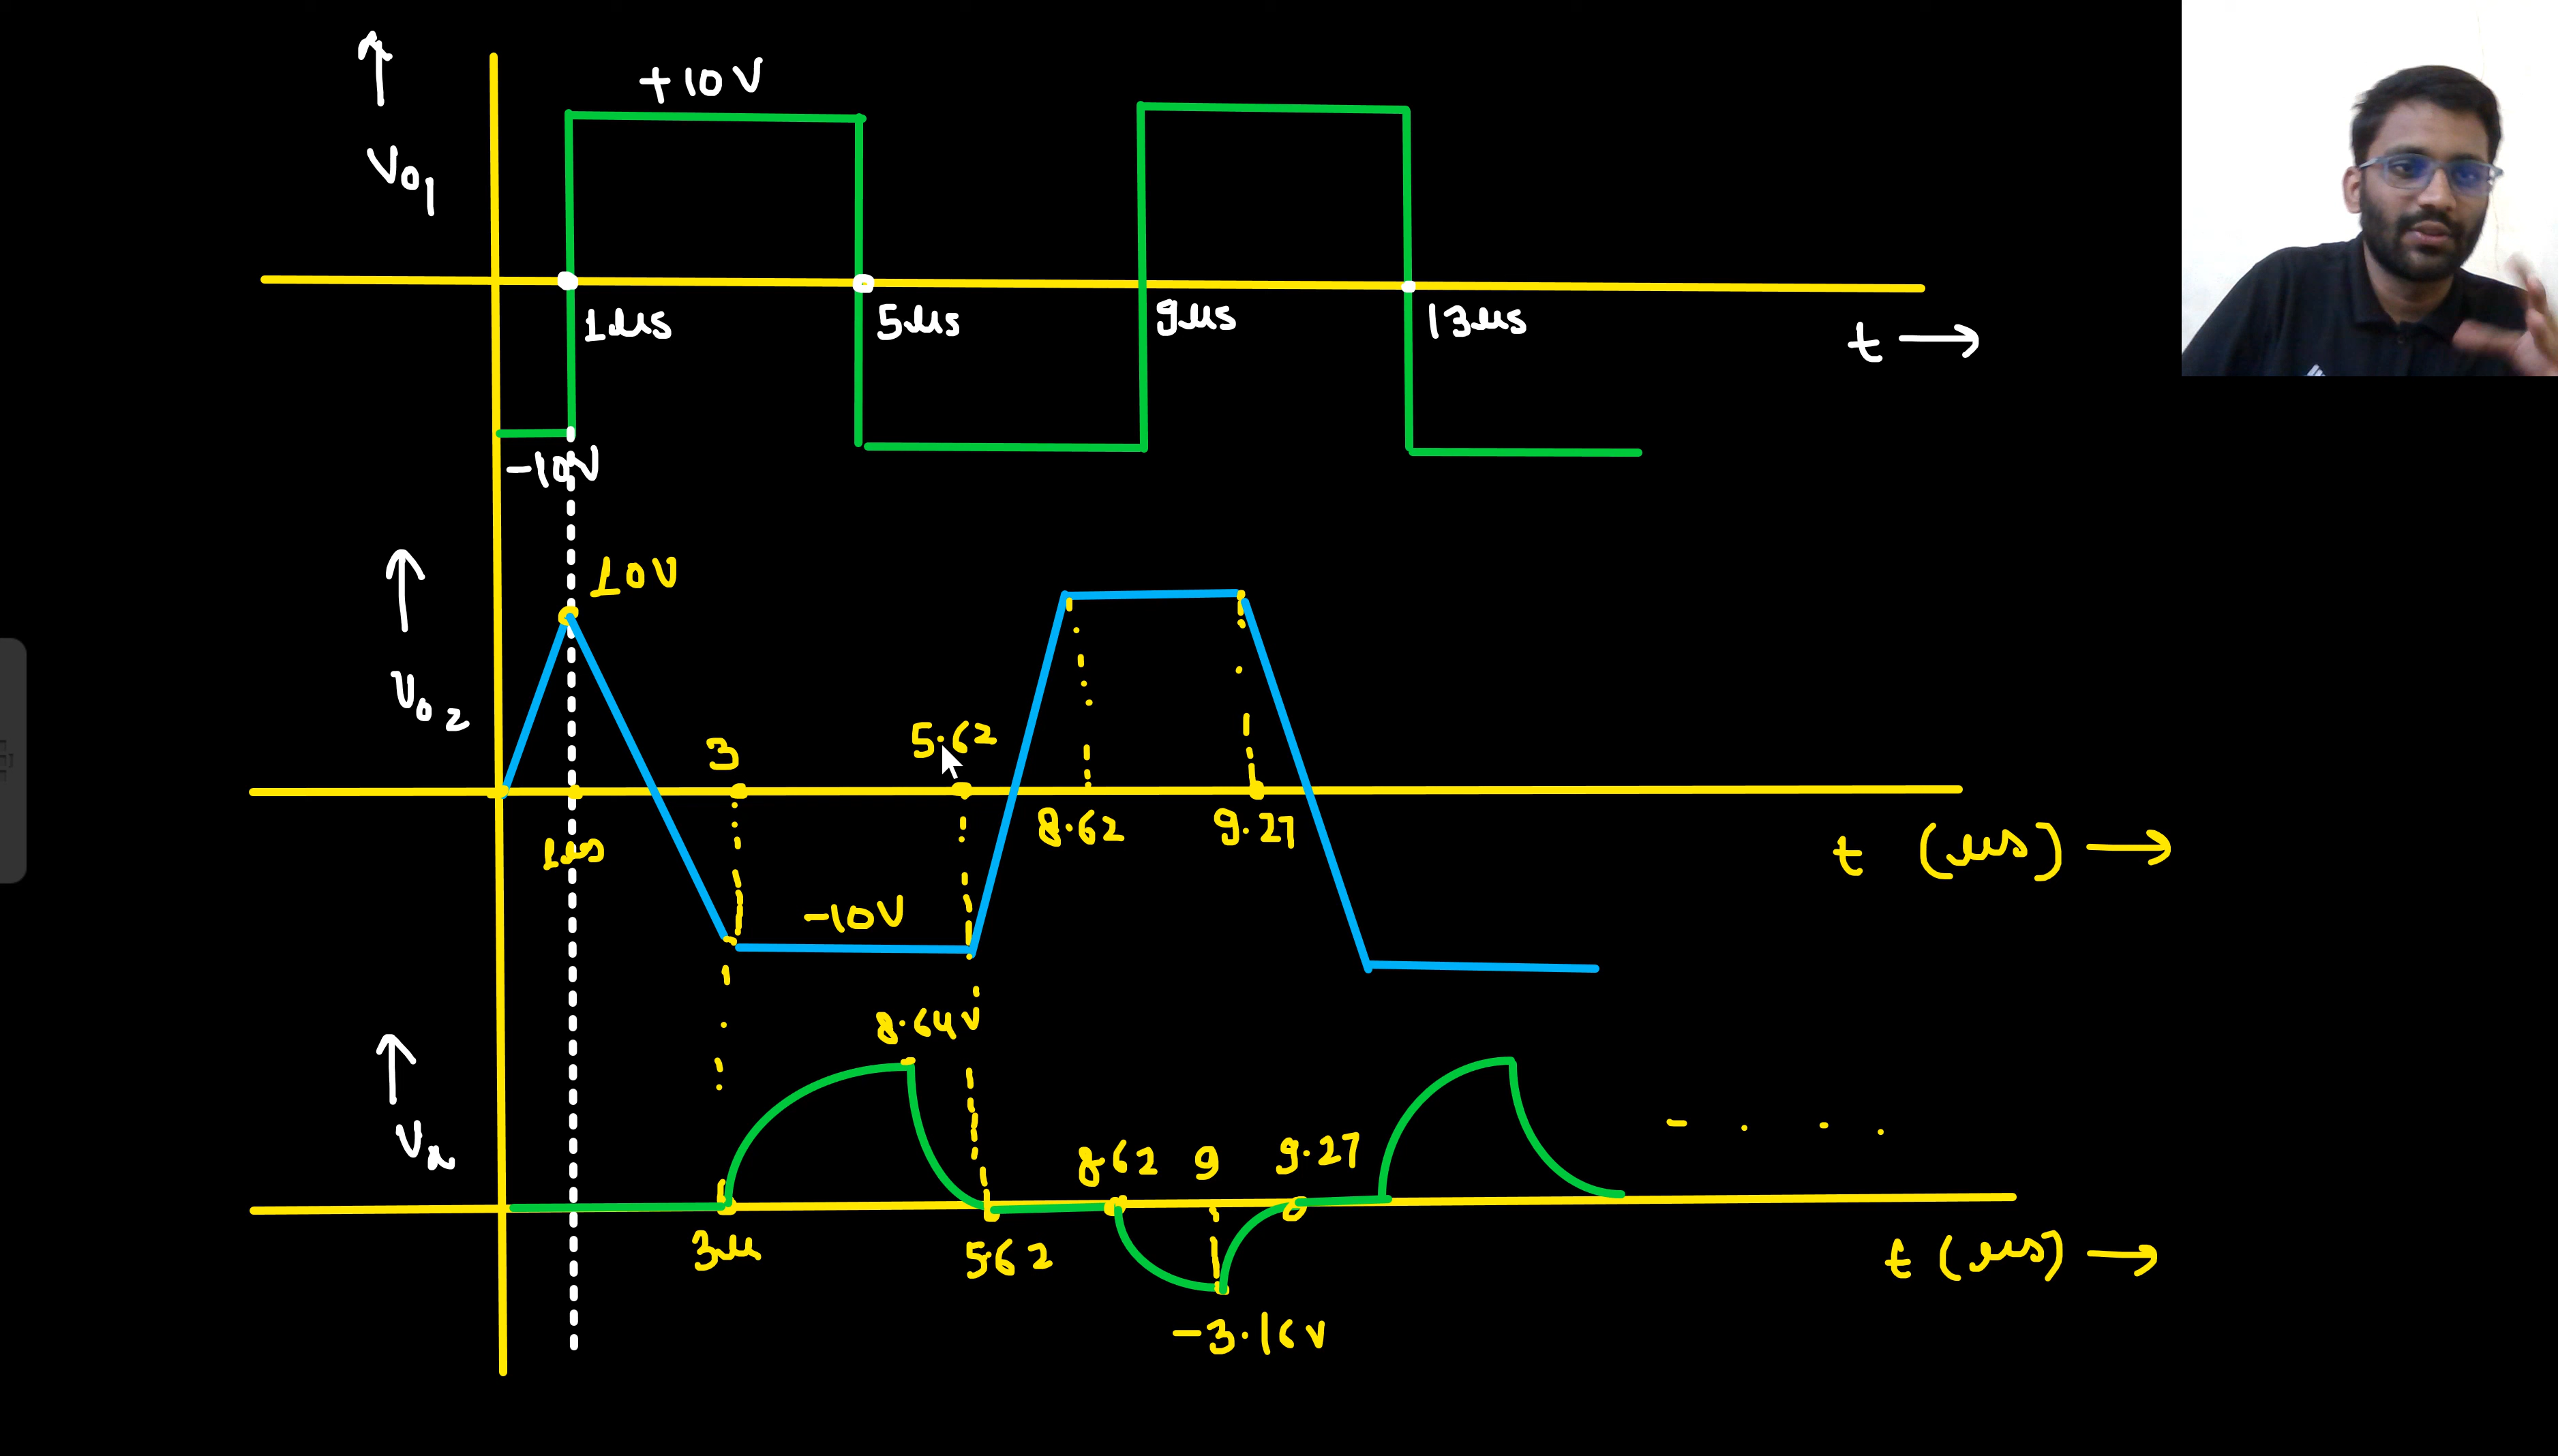 +10V
Vo1
1μs 5μs 9μs 13μs t →
-10V
10V
Vo2
3 5.62
1μs 8.62 9.27 t (μs) →
-10V
8.64V
Vx
8.62 9 9.27
3μ 5.62 t (μs) →
-3.16V